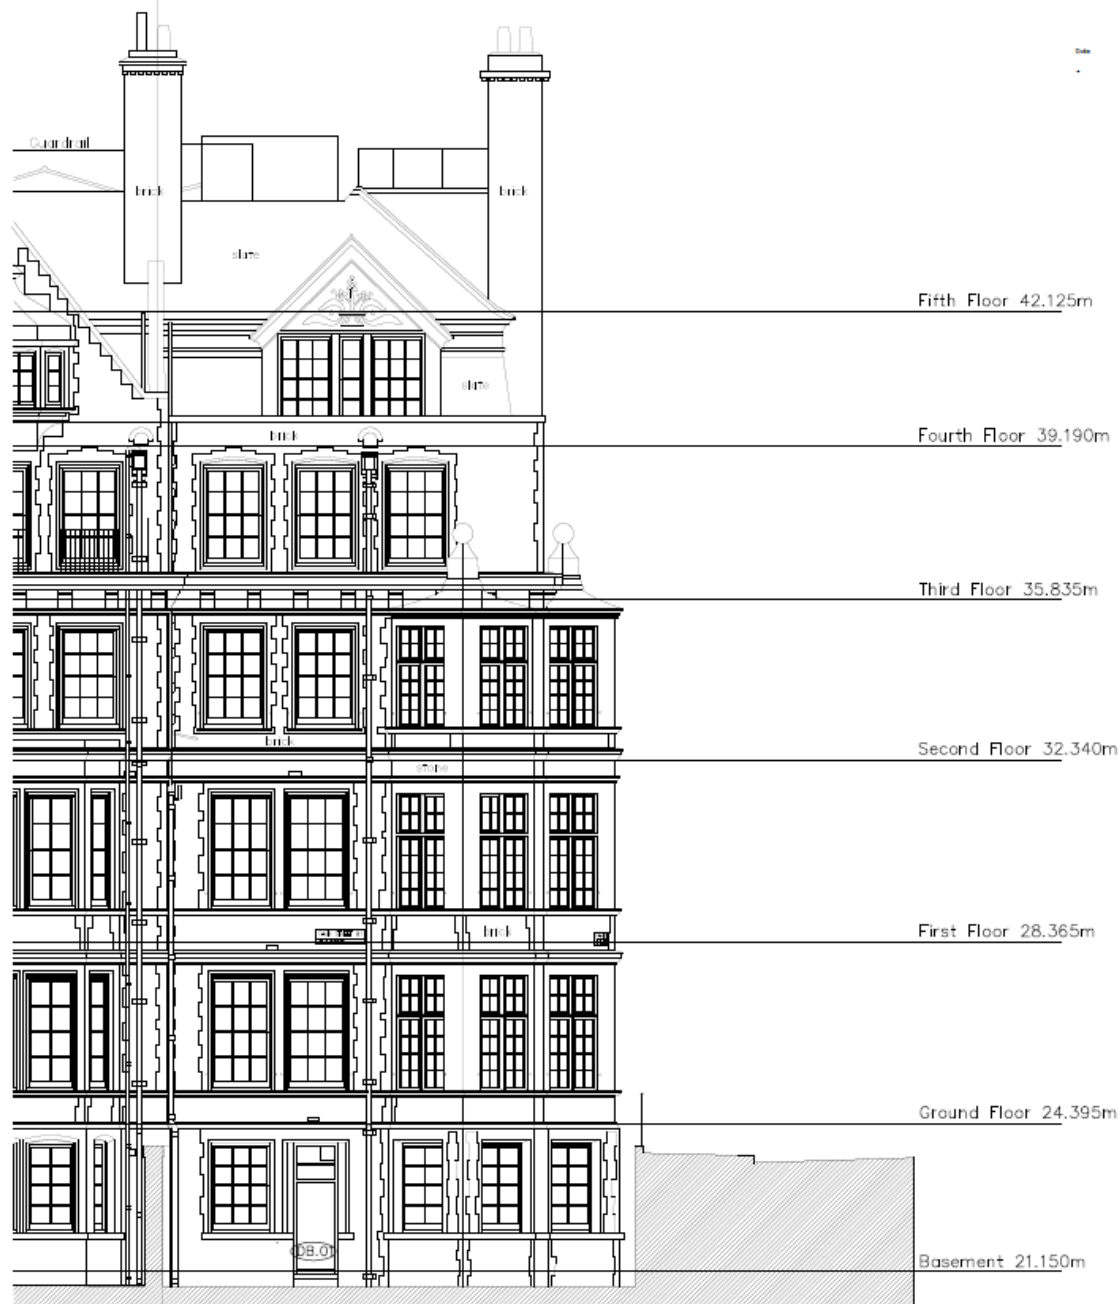 Guardrail
brick
brick
slate
Fifth Floor 42.125m
slate
brick
Fourth Floor 39.190m
Third Floor 35.835m
brick
Second Floor 32.340m
stone
brick
First Floor 28.365m
Ground Floor 24.395m
DB.01
Basement 21.150m